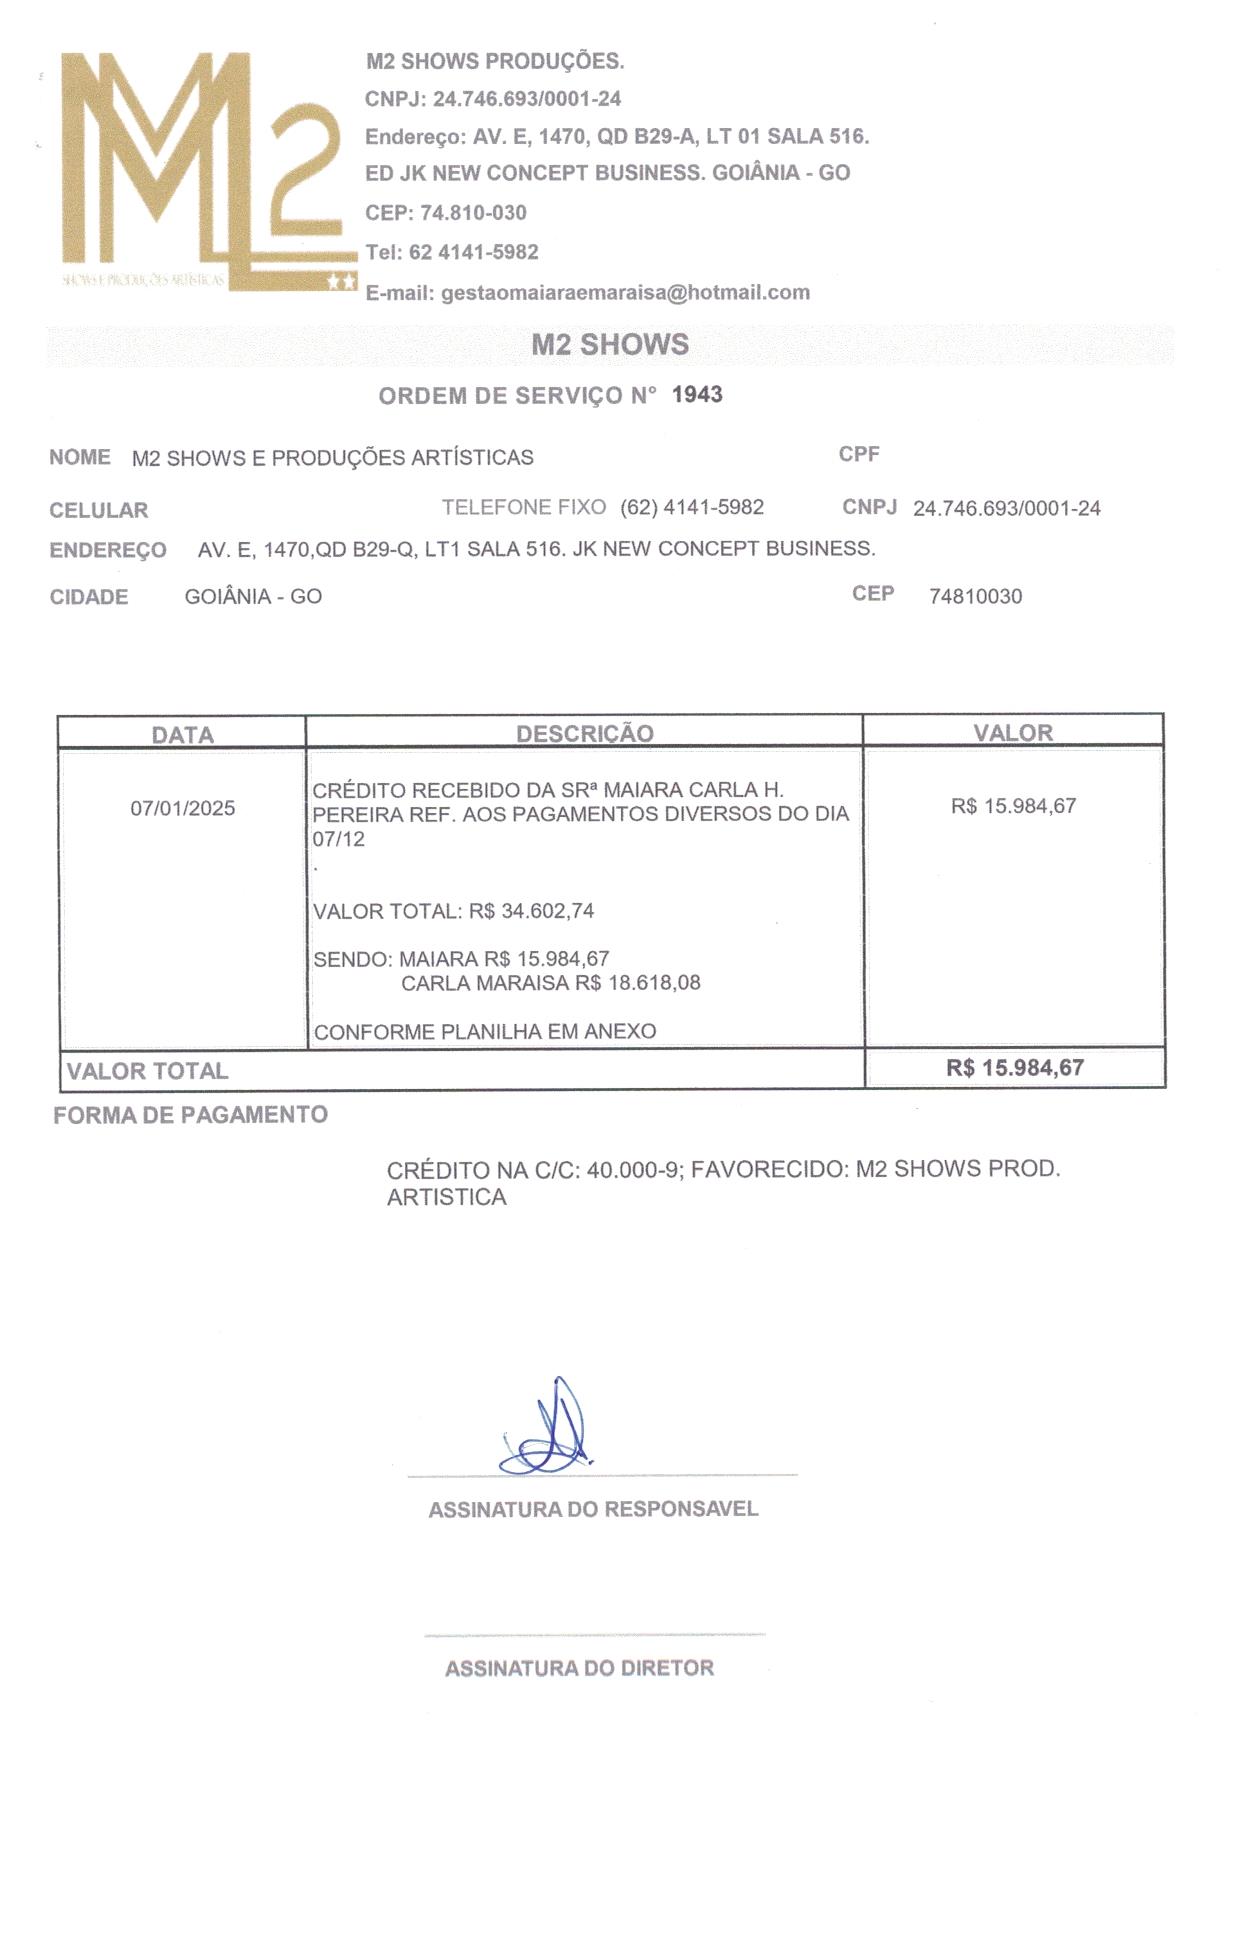 M2 SHOWS PRODUÇÕES.
CNPJ: 24.746.693/0001-24
Endereço: AV. E, 1470, QD B29-A, LT 01 SALA 516.
ED JK NEW CONCEPT BUSINESS. GOIÂNIA - GO
CEP: 74.810-030
Tel: 62 4141-5982
E-mail: gestaomaiaraemaraisa@hotmail.com
M2
SHOWS E PRODUÇÕES ARTÍSTICAS
M2 SHOWS
ORDEM DE SERVIÇO N° 1943
NOME M2 SHOWS E PRODUÇÕES ARTÍSTICAS CPF
CELULAR TELEFONE FIXO (62) 4141-5982 CNPJ 24.746.693/0001-24
ENDEREÇO AV. E, 1470,QD B29-Q, LT1 SALA 516. JK NEW CONCEPT BUSINESS.
CIDADE GOIÂNIA - GO CEP 74810030
DATA DESCRIÇÃO VALOR
07/01/2025
CRÉDITO RECEBIDO DA SRª MAIARA CARLA H.
PEREIRA REF. AOS PAGAMENTOS DIVERSOS DO DIA
07/12
.
VALOR TOTAL: R$ 34.602,74
SENDO: MAIARA R$ 15.984,67
CARLA MARAISA R$ 18.618,08
CONFORME PLANILHA EM ANEXO
R$ 15.984,67
VALOR TOTAL R$ 15.984,67
FORMA DE PAGAMENTO
CRÉDITO NA C/C: 40.000-9; FAVORECIDO: M2 SHOWS PROD.
ARTISTICA
ASSINATURA DO RESPONSAVEL
ASSINATURA DO DIRETOR